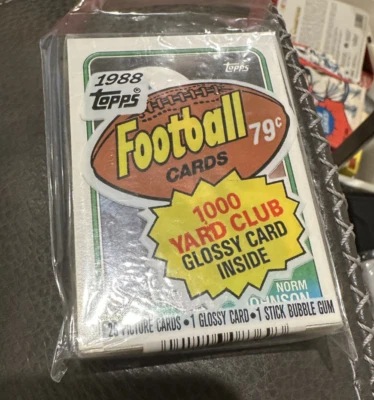 1988
Topps
Topps
Football
79¢
CARDS
1000
YARD CLUB
GLOSSY CARD
INSIDE
NORM
PICTURE CARDS • 1 GLOSSY CARD • 1 STICK BUBBLE GUM